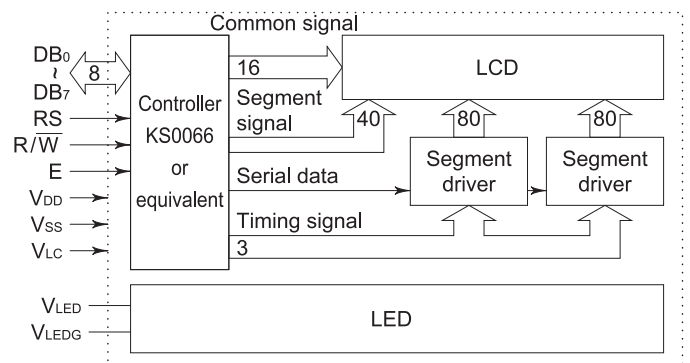 Common signal
DB0
~
DB7
8
16
LCD
Controller
KS0066
or
equivalent
RS
R/W̅
E
VDD
VSS
VLC
Segment
signal
40
80
80
Serial data
Segment
driver
Segment
driver
Timing signal
3
VLED
VLEDG
LED